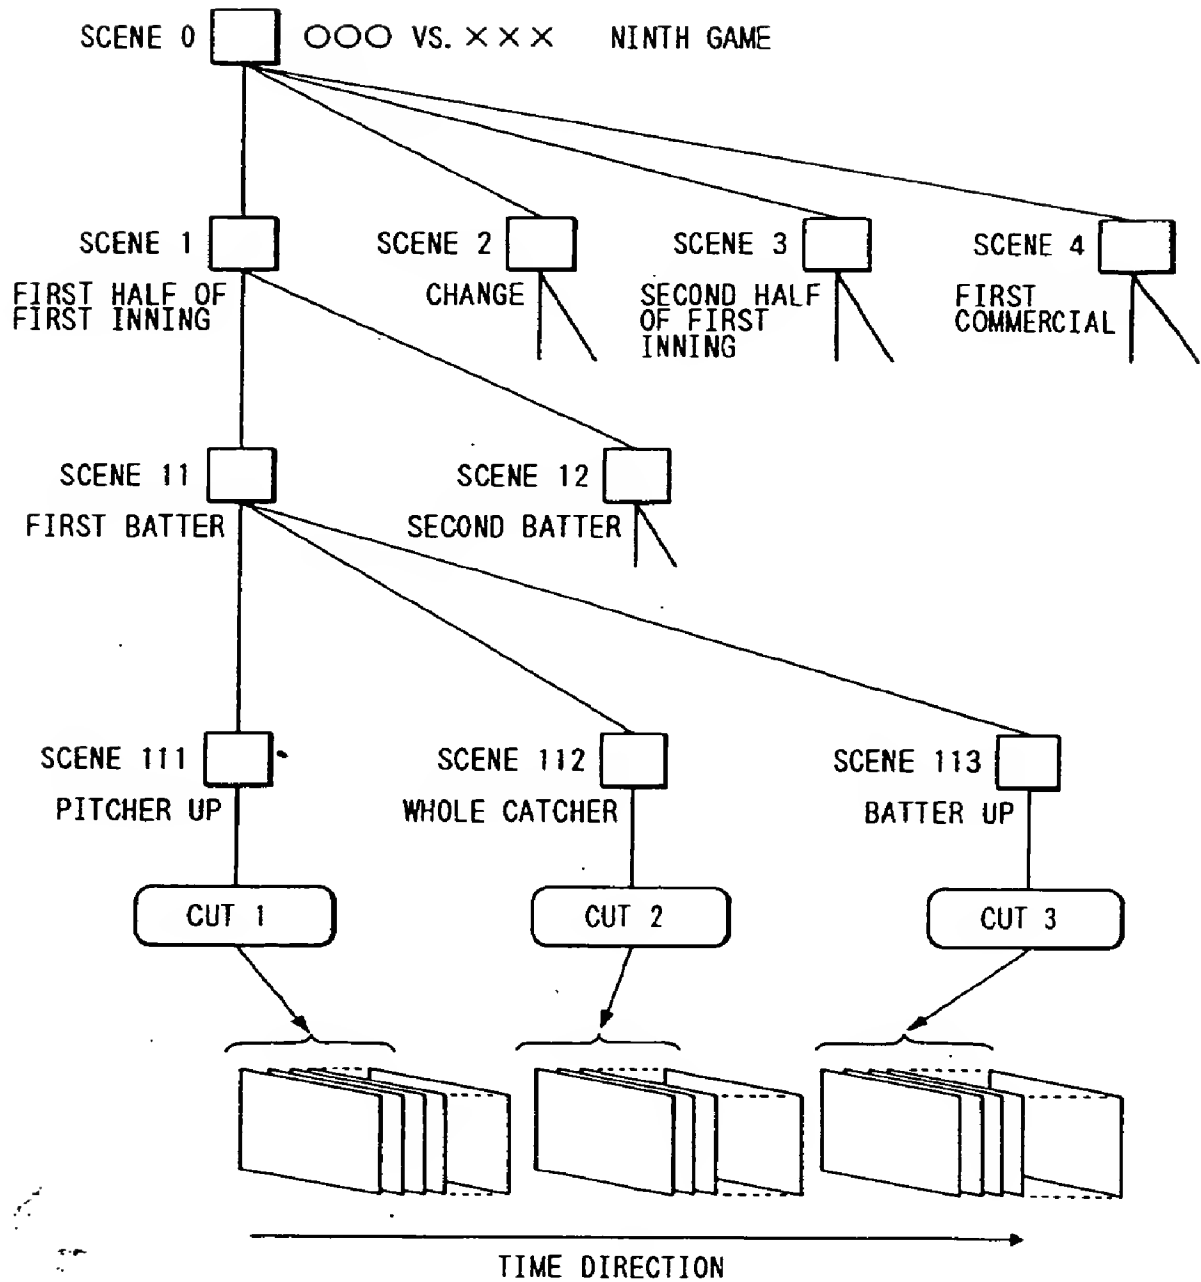 SCENE 0 ○○○ VS. ××× NINTH GAME
SCENE 1
FIRST HALF OF
FIRST INNING
SCENE 2
CHANGE
SCENE 3
SECOND HALF
OF FIRST
INNING
SCENE 4
FIRST
COMMERCIAL
SCENE 11
FIRST BATTER
SCENE 12
SECOND BATTER
SCENE 111
PITCHER UP
SCENE 112
WHOLE CATCHER
SCENE 113
BATTER UP
CUT 1
CUT 2
CUT 3
TIME DIRECTION